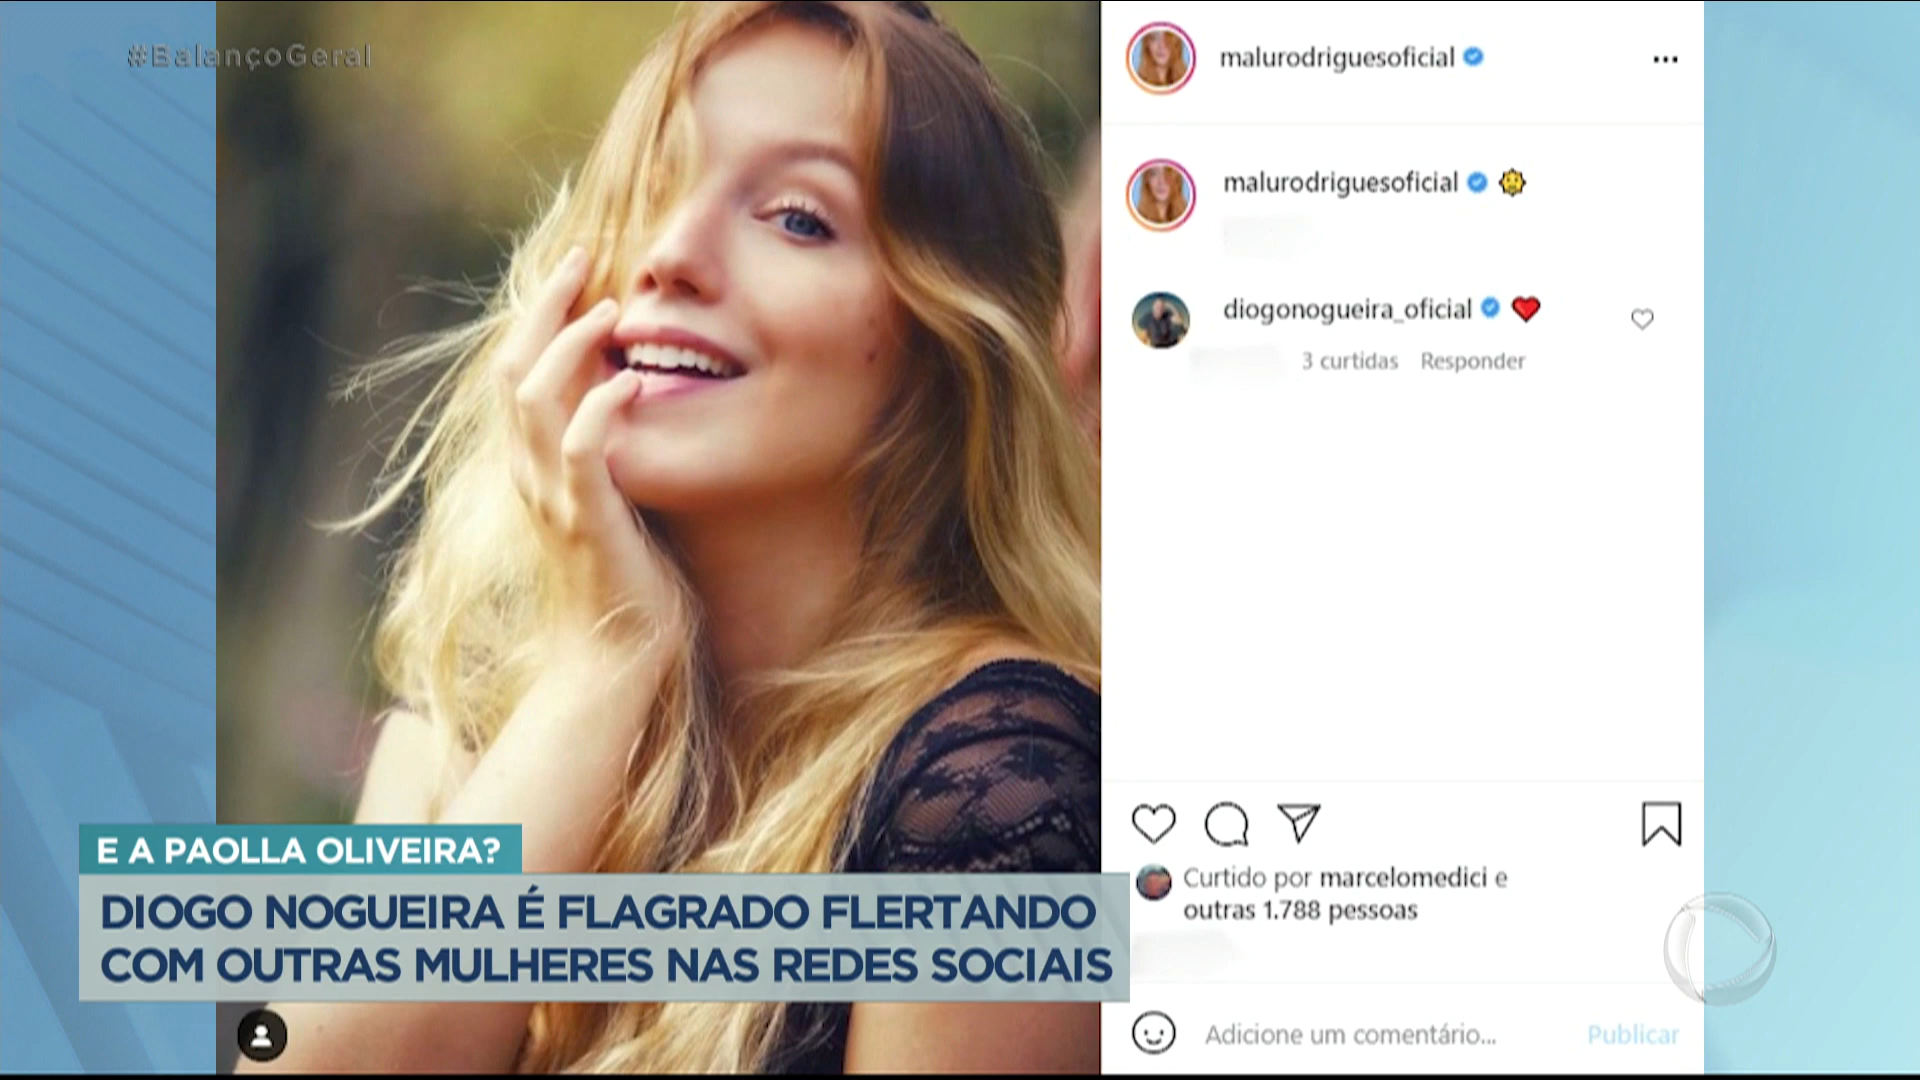 #BalançoGeral
malurodriguesoficial
malurodriguesoficial
diogonogueira_oficial
3 curtidas Responder
Curtido por marcelomedici e
outras 1.788 pessoas
Adicione um comentário... Publicar
E A PAOLLA OLIVEIRA?
DIOGO NOGUEIRA É FLAGRADO FLERTANDO
COM OUTRAS MULHERES NAS REDES SOCIAIS